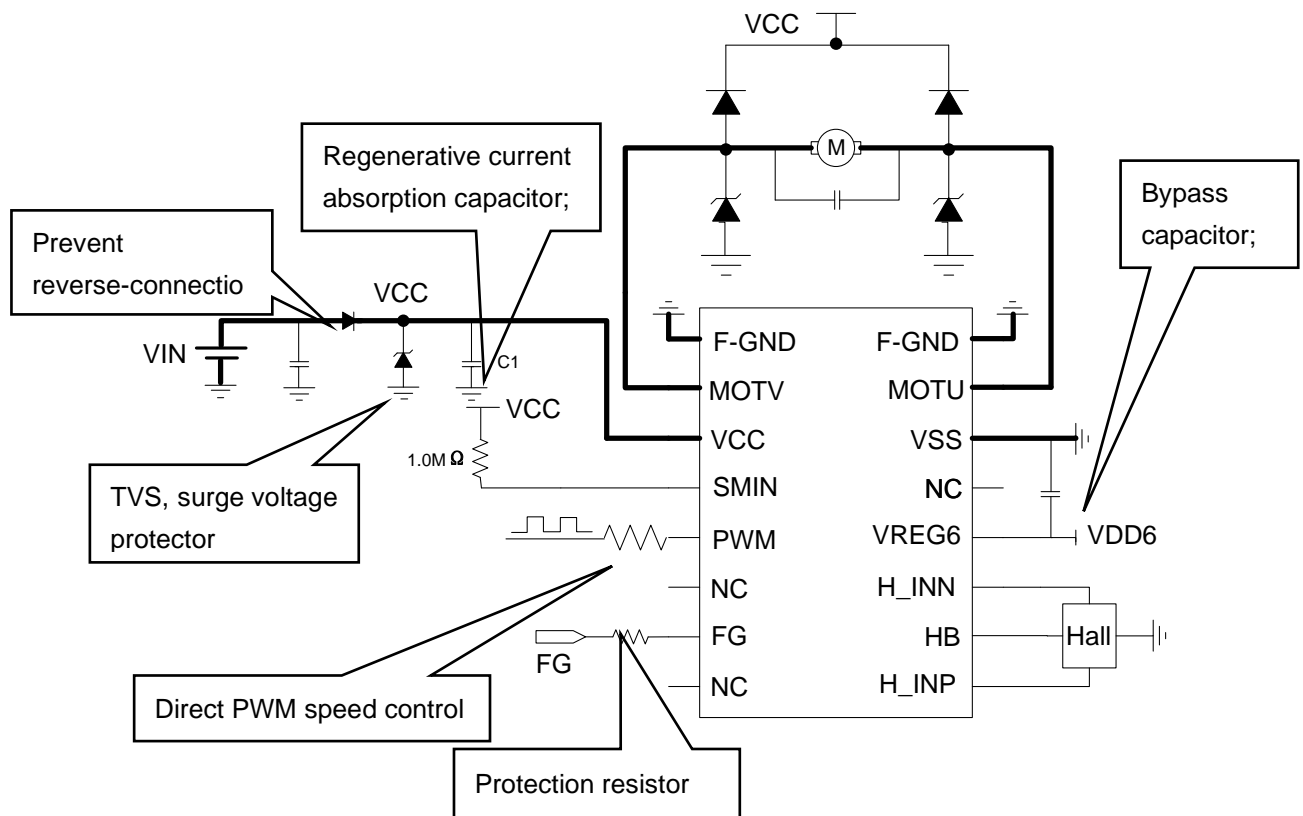 VCC
M
Regenerative current
absorption capacitor;
Bypass
capacitor;
Prevent
reverse-connectio
VCC
VIN
C1
VCC
1.0M Ω
TVS, surge voltage
protector
F-GND
F-GND
MOTV
MOTU
VCC
VSS
SMIN
NC
PWM
VREG6
VDD6
NC
H_INN
FG
FG
HB
Hall
NC
H_INP
Direct PWM speed control
Protection resistor